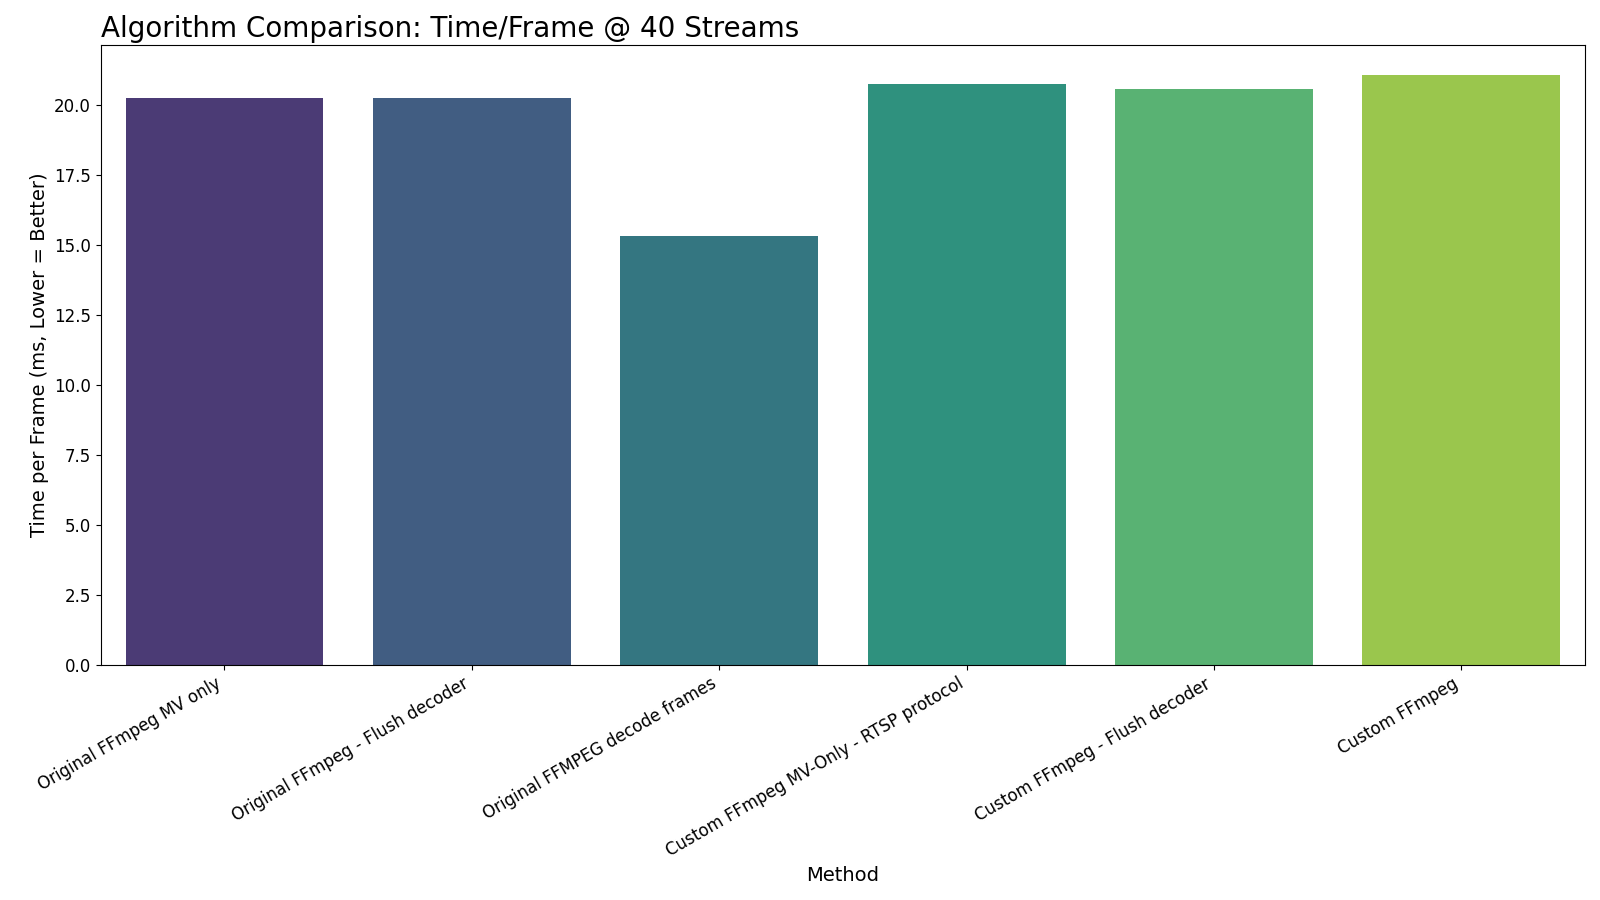 Algorithm Comparison: Time/Frame @ 40 Streams
Time per Frame (ms, Lower = Better)
20.0
17.5
15.0
12.5
10.0
7.5
5.0
2.5
0.0
Original FFmpeg MV only
Original FFmpeg - Flush decoder
Original FFMPEG decode frames
Custom FFmpeg MV-Only - RTSP protocol
Custom FFmpeg - Flush decoder
Custom FFmpeg
Method